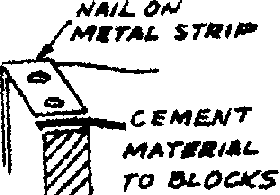 NAIL ON
METAL STRIP
CEMENT
MATERIAL
TO BLOCKS